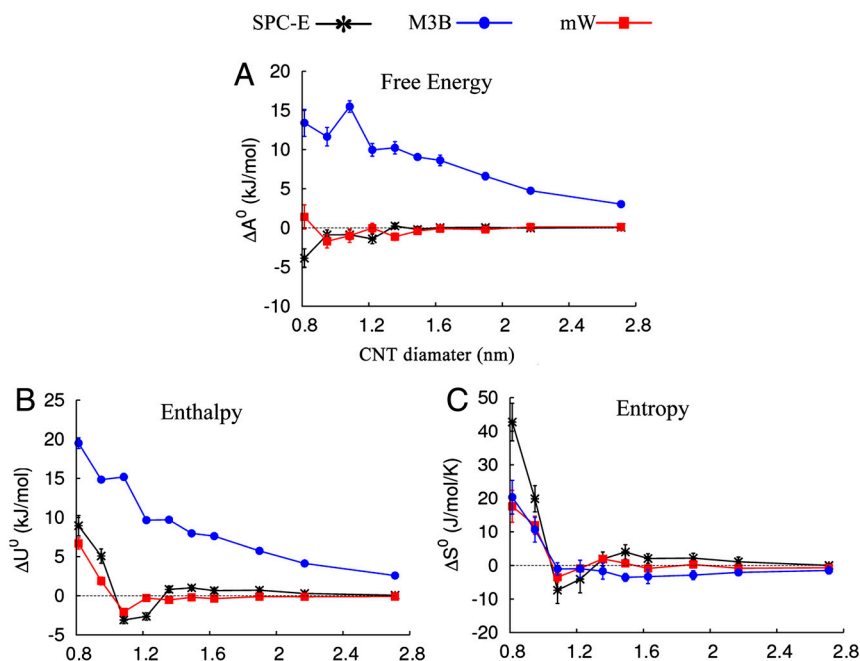 SPC-E M3B mW
A Free Energy
20
15
10
5
0
-5
-10
ΔA⁰ (kJ/mol)
0.8 1.2 1.6 2 2.4 2.8
CNT diamater (nm)
B Enthalpy
25
20
15
10
5
0
-5
ΔU⁰ (kJ/mol)
0.8 1.2 1.6 2 2.4 2.8
C Entropy
50
40
30
20
10
0
-10
-20
ΔS⁰ (J/mol/K)
0.8 1.2 1.6 2 2.4 2.8